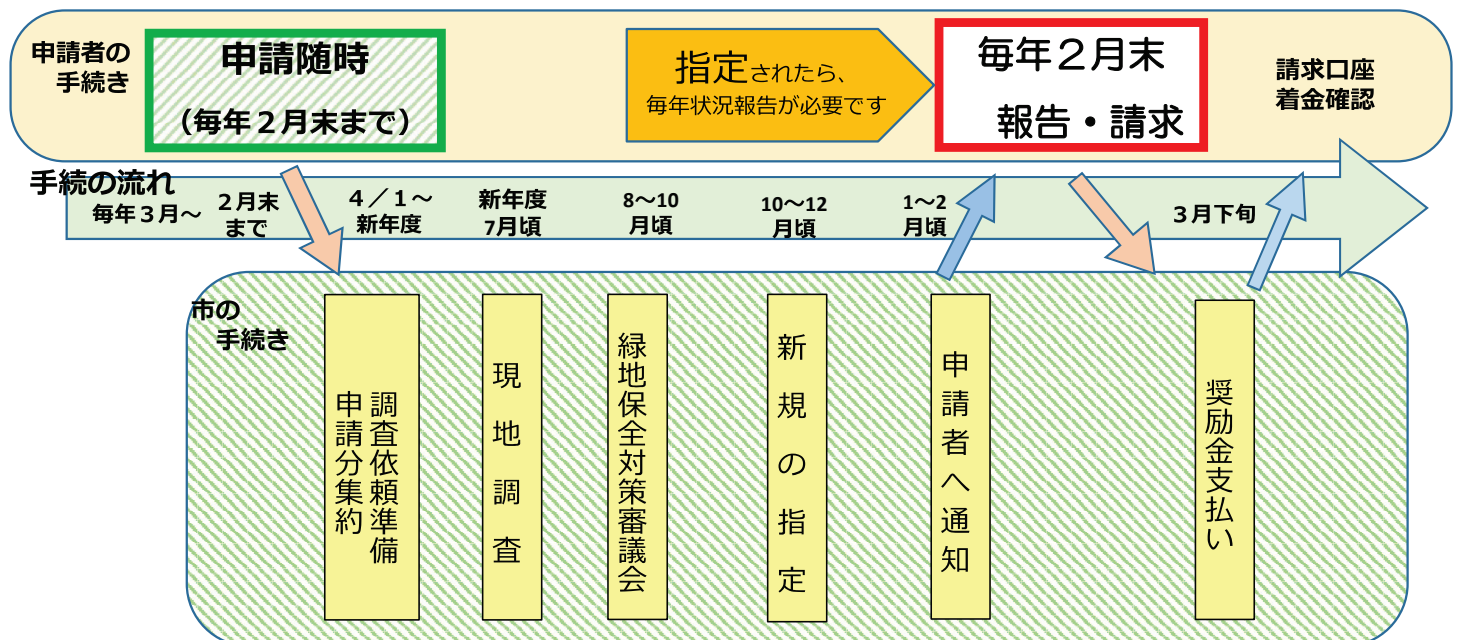 申請者の
手続き
申請随時
（毎年２月末まで）
指定されたら、
毎年状況報告が必要です
毎年２月末
報告・請求
請求口座
着金確認
手続の流れ
毎年３月～
２月末
まで
４／１～
新年度
新年度
7月頃
8～10
月頃
10～12
月頃
1～2
月頃
３月下旬
市の
手続き
調査依頼準備
申請分集約
現地調査
緑地保全対策審議会
新規の指定
申請者へ通知
奨励金支払い